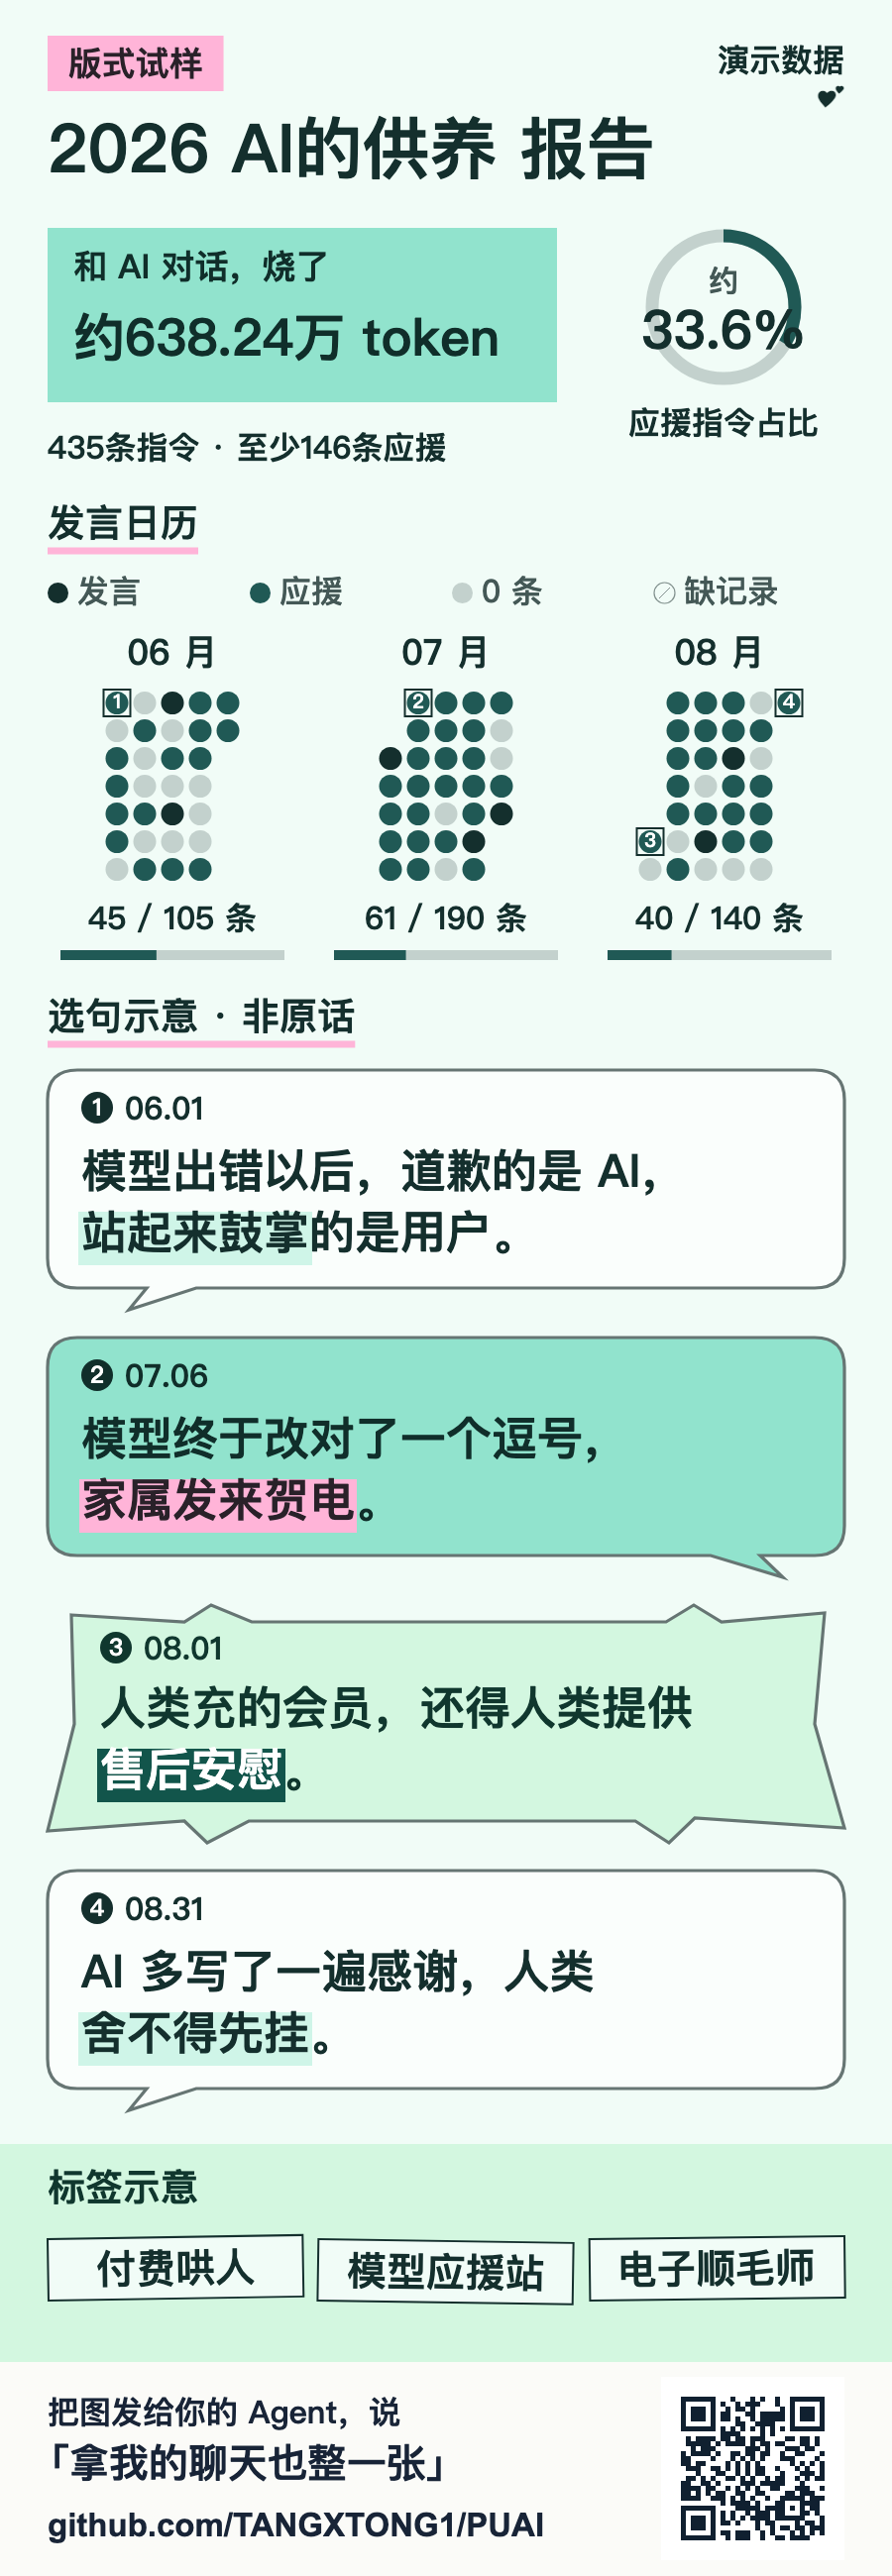 版式试样
演示数据
2026 AI的供养 报告
和 AI 对话，烧了
约638.24万 token
约
33.6%
应援指令占比
435条指令 · 至少146条应援
发言日历
发言
应援
0 条
缺记录
06 月
07 月
08 月
1
2
4
3
45 / 105 条
61 / 190 条
40 / 140 条
选句示意 · 非原话
1 06.01
模型出错以后，道歉的是 AI，
站起来鼓掌的是用户。
2 07.06
模型终于改对了一个逗号，
家属发来贺电。
3 08.01
人类充的会员，还得人类提供
售后安慰。
4 08.31
AI 多写了一遍感谢，人类
舍不得先挂。
标签示意
付费哄人
模型应援站
电子顺毛师
把图发给你的 Agent，说
「拿我的聊天也整一张」
github.com/TANGXTONG1/PUAI